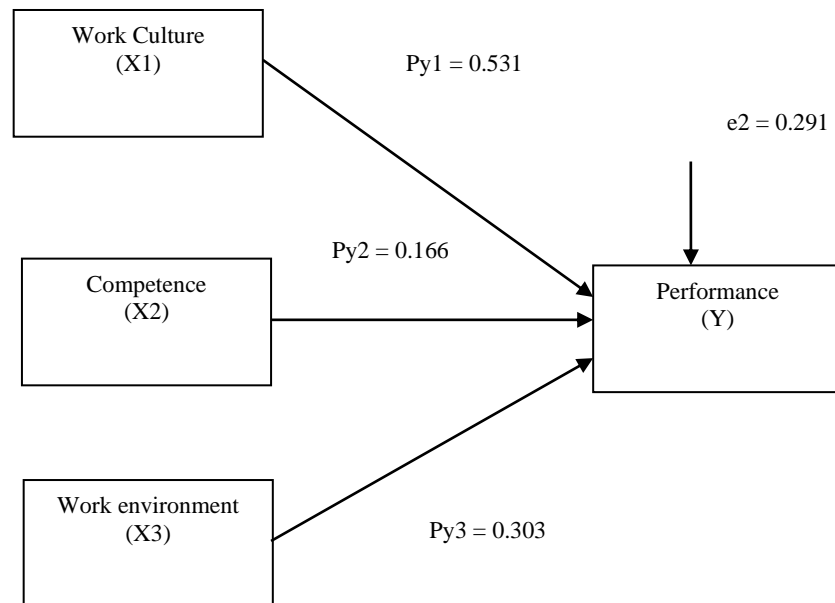 Work Culture
(X1)
Py1 = 0.531
e2 = 0.291
Py2 = 0.166
Competence
(X2)
Performance
(Y)
Work environment
(X3)
Py3 = 0.303